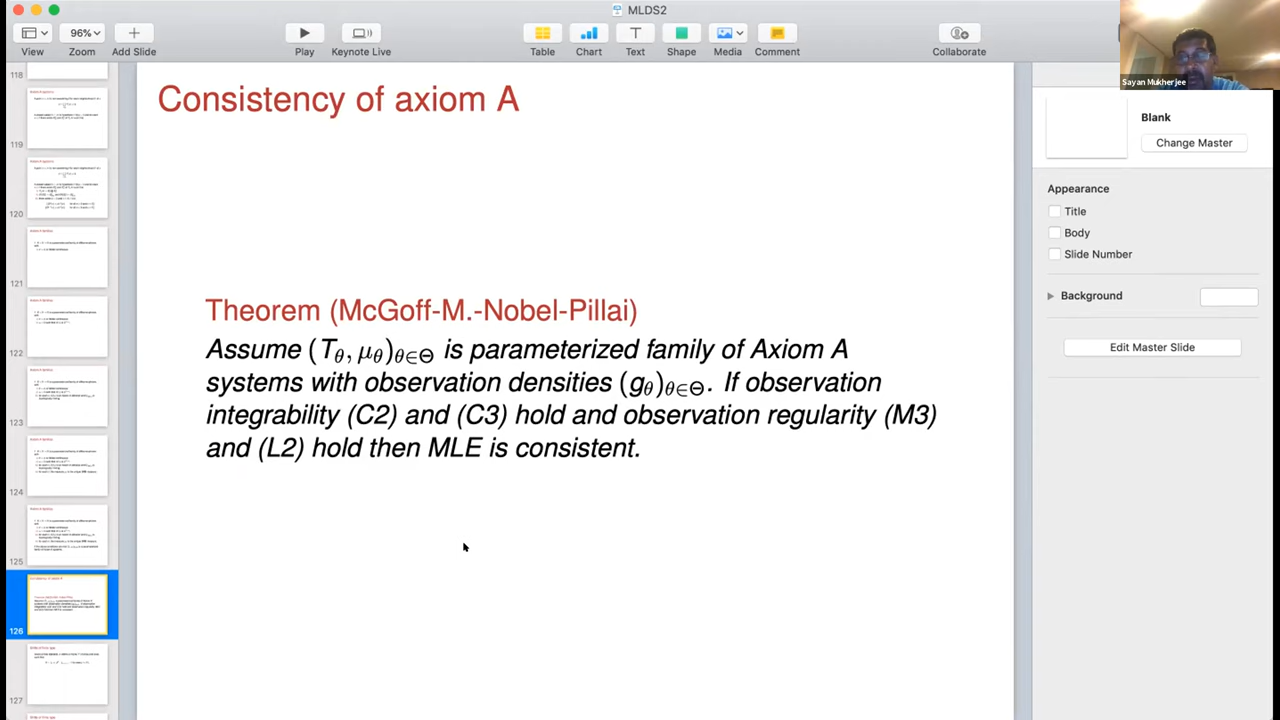 MLDS2
96%
View
Zoom
Add Slide
Play
Keynote Live
Table
Chart
Text
Shape
Media
Comment
Collaborate
Sayan Mukherjee
118
119
120
121
122
123
124
125
126
127
Consistency of axiom A
Theorem (McGoff-M.-Nobel-Pillai)
Assume (T_θ, μ_θ)_θ∈Θ is parameterized family of Axiom A
systems with observation densities (g_θ)_θ∈Θ. If observation
integrability (C2) and (C3) hold and observation regularity (M3)
and (L2) hold then MLE is consistent.
Blank
Change Master
Appearance
Title
Body
Slide Number
Background
Edit Master Slide